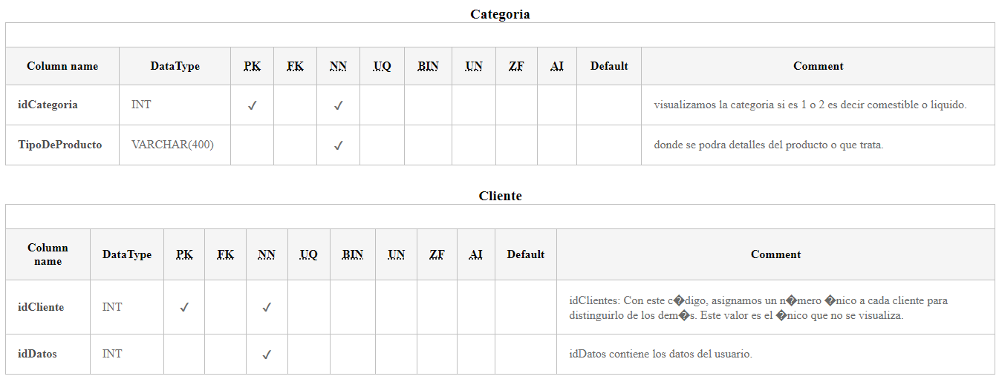 Categoria
Column name DataType PK FK NN UQ BIN UN ZF AI Default Comment
idCategoria INT ✓ ✓ visualizamos la categoria si es 1 o 2 es decir comestible o liquido.
TipoDeProducto VARCHAR(400) ✓ donde se podra detalles del producto o que trata.
Cliente
Column name DataType PK FK NN UQ BIN UN ZF AI Default Comment
idCliente INT ✓ ✓ idClientes: Con este c�digo, asignamos un n�mero �nico a cada cliente para
distinguirlo de los dem�s. Este valor es el �nico que no se visualiza.
idDatos INT ✓ idDatos contiene los datos del usuario.